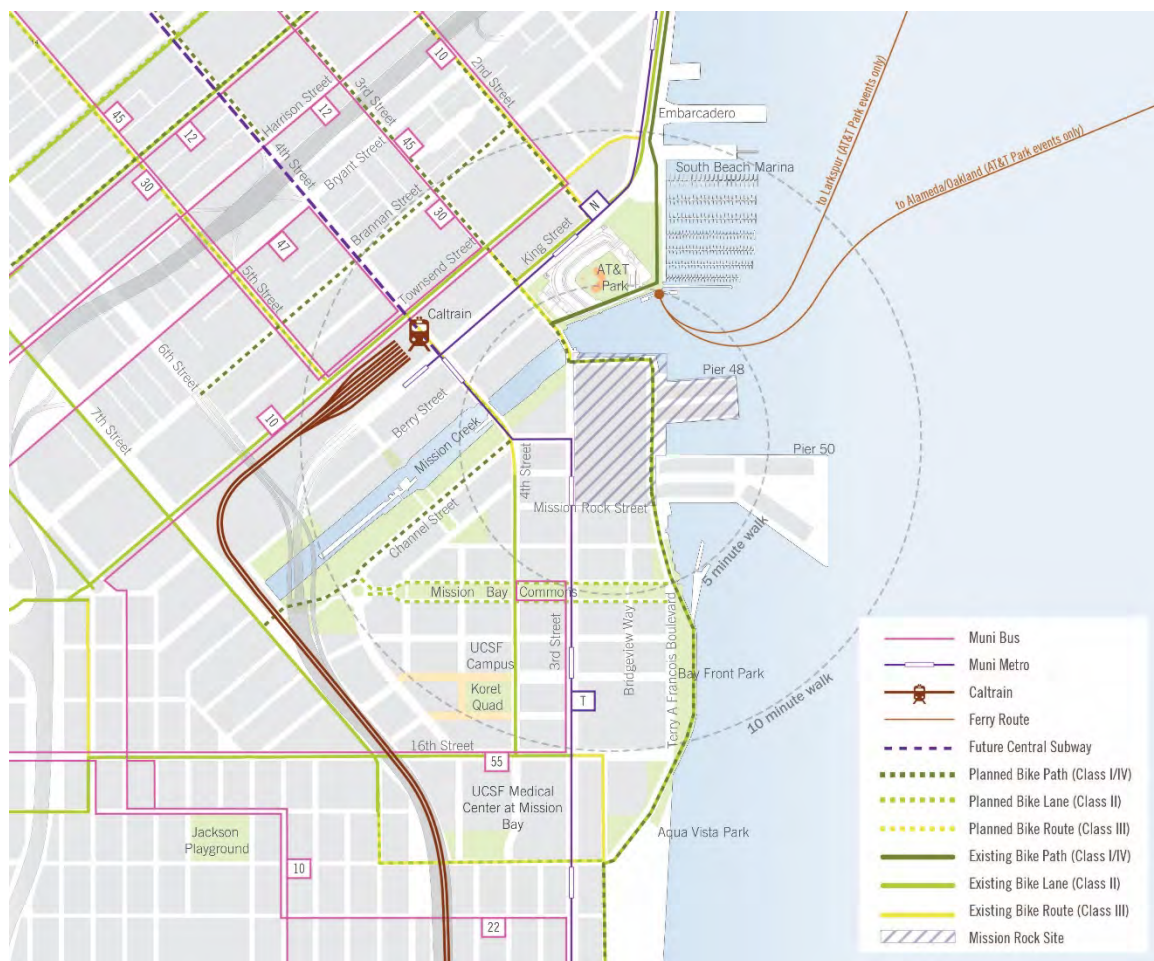 10
2nd Street
3rd Street
12
Harrison Street
45
12
4th Street
Bryant Street
45
Embarcadero
to Larkspur (AT&T Park events only)
to Alameda/Oakland (AT&T Park events only)
South Beach Marina
30
Brannan Street
30
N
47
King Street
5th Street
Townsend Street
AT&T
Park
Caltrain
6th Street
Pier 48
7th Street
10
Berry Street
Mission Creek
Pier 50
4th Street
Channel Street
Mission Rock Street
5 minute walk
Mission Bay Commons
3rd Street
Bridgeview Way
Terry A Francois Boulevard
UCSF
Campus
Koret
Quad
Bay Front Park
T
10 minute walk
16th Street
55
UCSF Medical
Center at Mission
Bay
Jackson
Playground
Aqua Vista Park
10
22
Muni Bus
Muni Metro
Caltrain
Ferry Route
Future Central Subway
Planned Bike Path (Class I/IV)
Planned Bike Lane (Class II)
Planned Bike Route (Class III)
Existing Bike Path (Class I/IV)
Existing Bike Lane (Class II)
Existing Bike Route (Class III)
Mission Rock Site